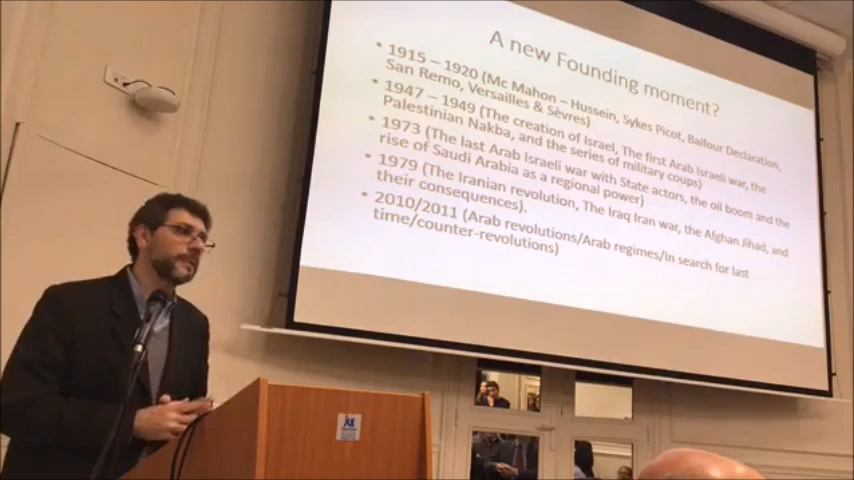 A new Founding moment?
• 1915 – 1920 (Mc Mahon – Hussein, Sykes Picot, Balfour Declaration,
San Remo, Versailles & Sèvres)
• 1947 – 1949 (The creation of Israel, The first Arab Israeli war, the
Palestinian Nakba, and the series of military coups)
• 1973 (The last Arab Israeli war with State actors, the oil boom and the
rise of Saudi Arabia as a regional power)
• 1979 (The Iranian revolution, The Iraq Iran war, the Afghan Jihad, and
their consequences).
• 2010/2011 (Arab revolutions/Arab regimes/In search for last
time/counter-revolutions)